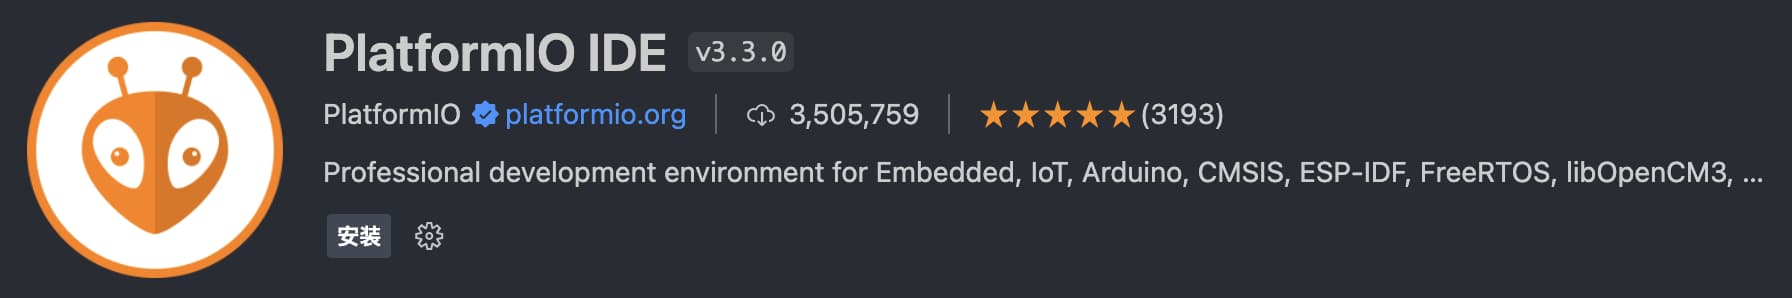 PlatformIO IDE v3.3.0
PlatformIO platformio.org 3,505,759 (3193)
Professional development environment for Embedded, IoT, Arduino, CMSIS, ESP-IDF, FreeRTOS, libOpenCM3, ...
安装